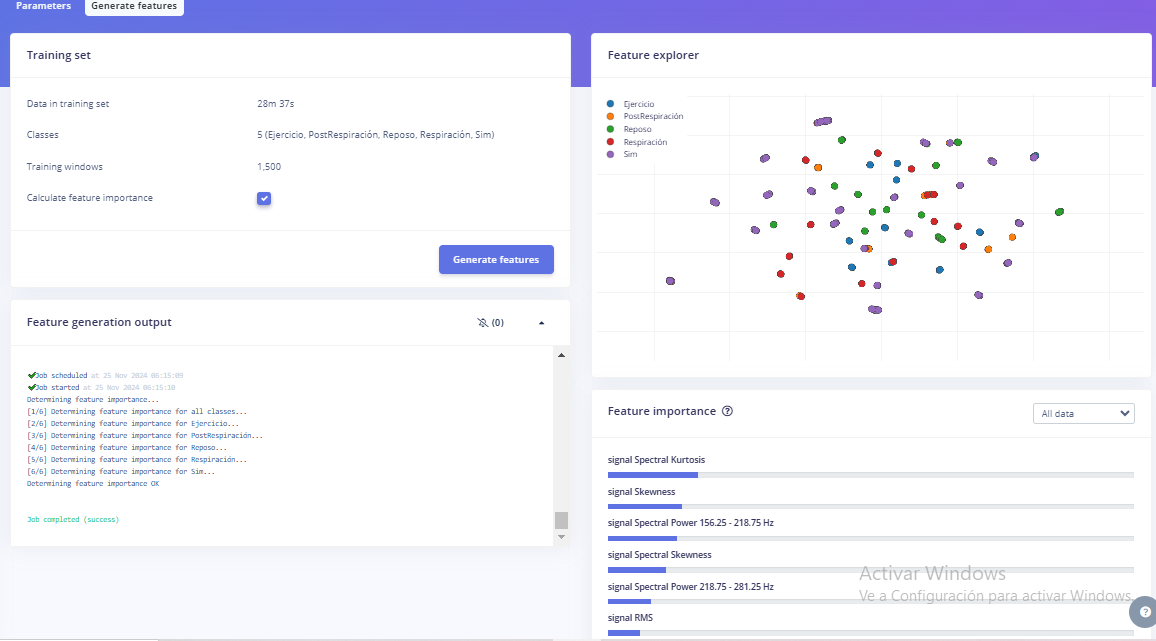 Parameters
Generate features
Training set
Data in training set 28m 37s
Classes 5 (Ejercicio, PostRespiración, Reposo, Respiración, Sim)
Training windows 1,500
Calculate feature importance
Generate features
Feature generation output (0)
Job scheduled at 25 Nov 2024 06:15:09
Job started at 25 Nov 2024 06:15:10
Determining feature importance...
[1/6] Determining feature importance for all classes...
[2/6] Determining feature importance for Ejercicio...
[3/6] Determining feature importance for PostRespiración...
[4/6] Determining feature importance for Reposo...
[5/6] Determining feature importance for Respiración...
[6/6] Determining feature importance for Sim...
Determining feature importance OK
Job completed (success)
Feature explorer
Ejercicio
PostRespiración
Reposo
Respiración
Sim
Feature importance ?
All data
signal Spectral Kurtosis
signal Skewness
signal Spectral Power 156.25 - 218.75 Hz
signal Spectral Skewness
signal Spectral Power 218.75 - 281.25 Hz
signal RMS
Activar Windows
Ve a Configuración para activar Windows.
?